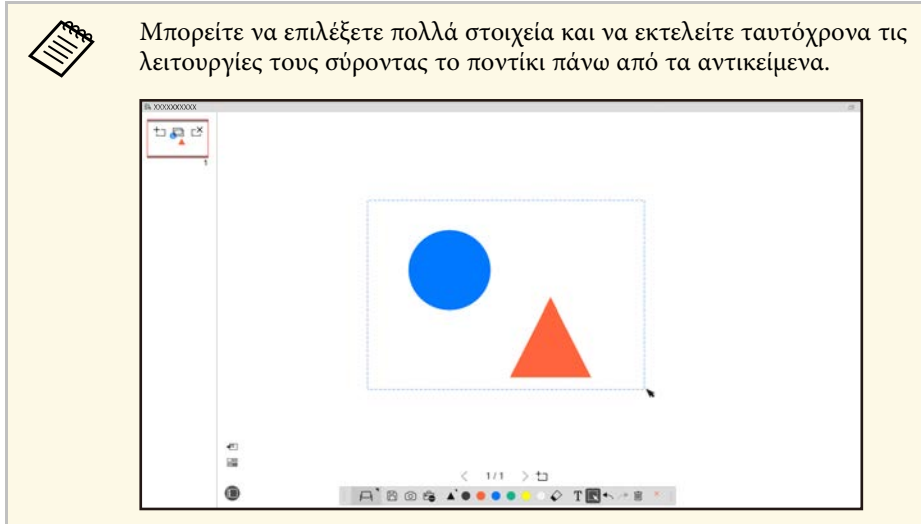 Μπορείτε να επιλέξετε πολλά στοιχεία και να εκτελείτε ταυτόχρονα τις
λειτουργίες τους σύροντας το ποντίκι πάνω από τα αντικείμενα.
XXXXXXXXXX
1
< 1/1 >
T